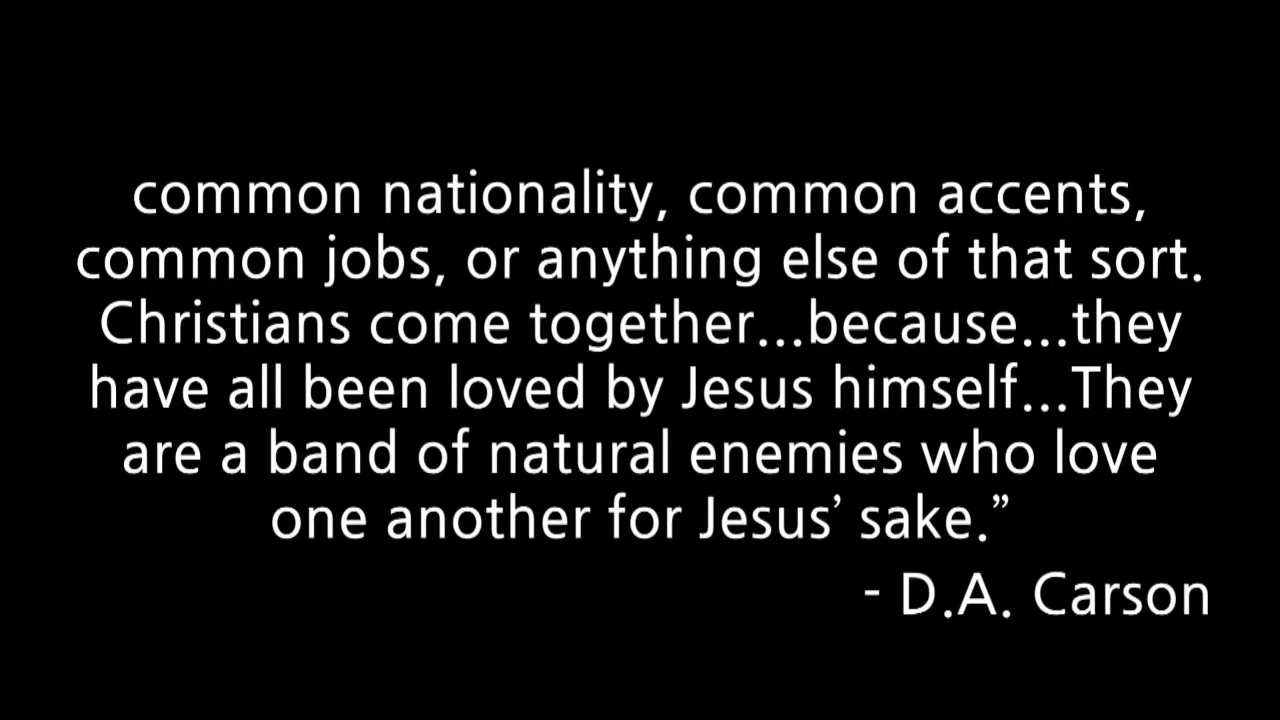 common nationality, common accents,
common jobs, or anything else of that sort.
Christians come together...because...they
have all been loved by Jesus himself...They
are a band of natural enemies who love
one another for Jesus’ sake.”
- D.A. Carson